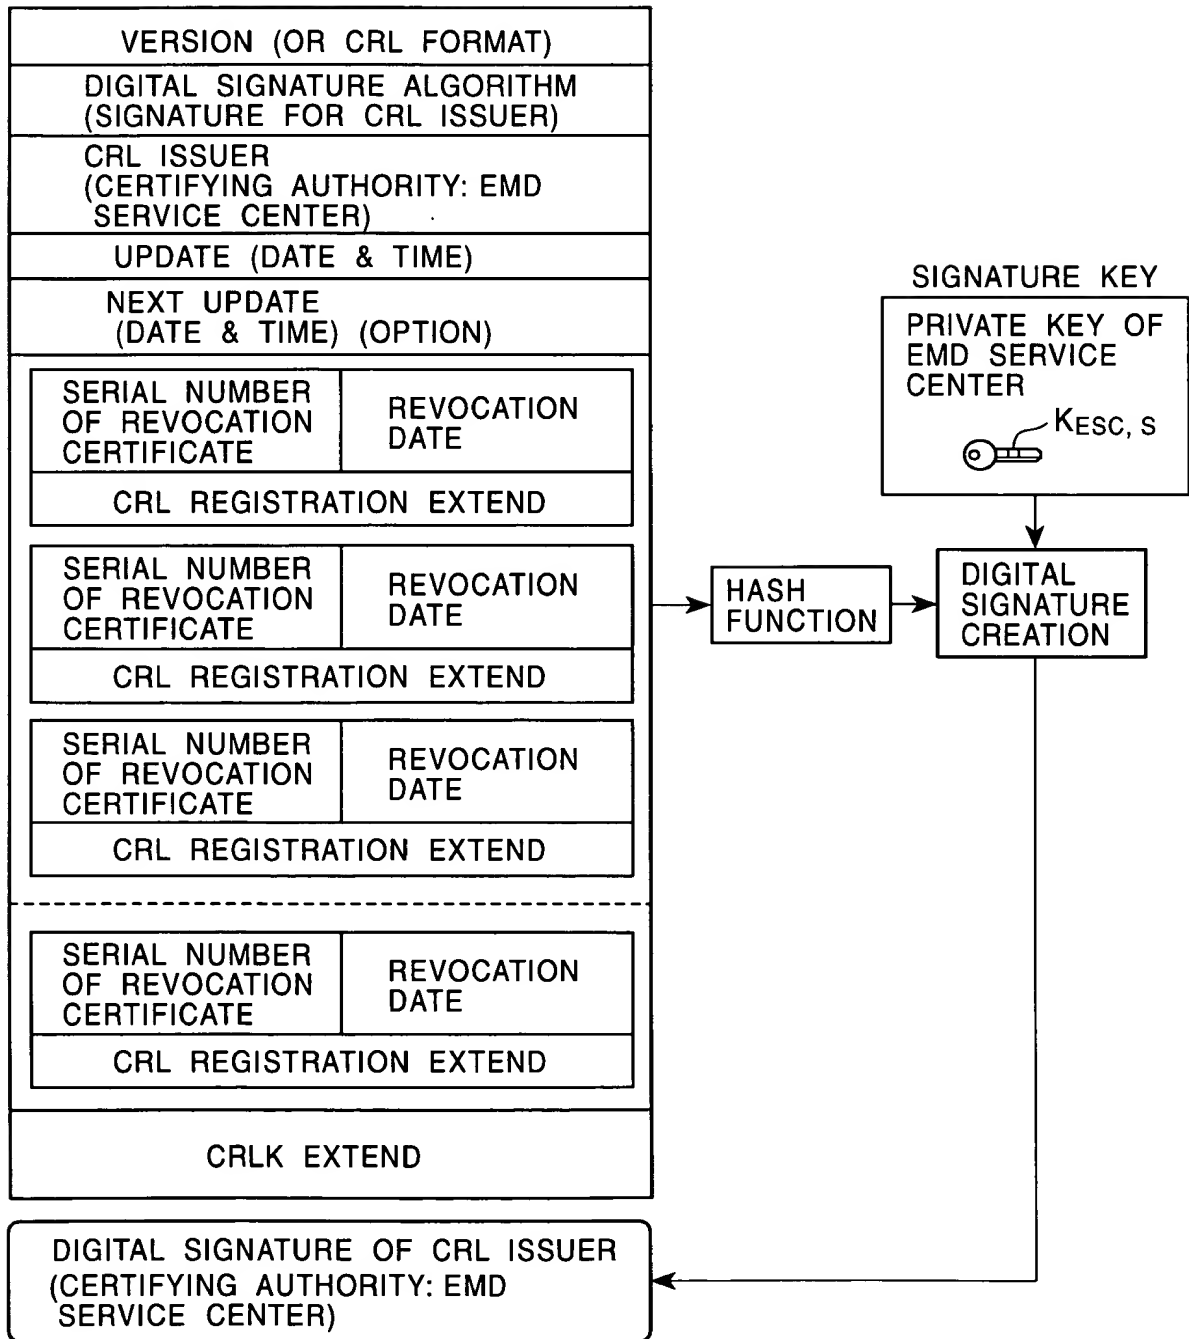 VERSION (OR CRL FORMAT)
DIGITAL SIGNATURE ALGORITHM
(SIGNATURE FOR CRL ISSUER)
CRL ISSUER
(CERTIFYING AUTHORITY: EMD
SERVICE CENTER)
UPDATE (DATE & TIME)
NEXT UPDATE
(DATE & TIME) (OPTION)
SERIAL NUMBER
OF REVOCATION
CERTIFICATE
REVOCATION
DATE
CRL REGISTRATION EXTEND
SERIAL NUMBER
OF REVOCATION
CERTIFICATE
REVOCATION
DATE
CRL REGISTRATION EXTEND
SERIAL NUMBER
OF REVOCATION
CERTIFICATE
REVOCATION
DATE
CRL REGISTRATION EXTEND
SERIAL NUMBER
OF REVOCATION
CERTIFICATE
REVOCATION
DATE
CRL REGISTRATION EXTEND
CRLK EXTEND
HASH
FUNCTION
SIGNATURE KEY
PRIVATE KEY OF
EMD SERVICE
CENTER
KESC, S
DIGITAL
SIGNATURE
CREATION
DIGITAL SIGNATURE OF CRL ISSUER
(CERTIFYING AUTHORITY: EMD
SERVICE CENTER)